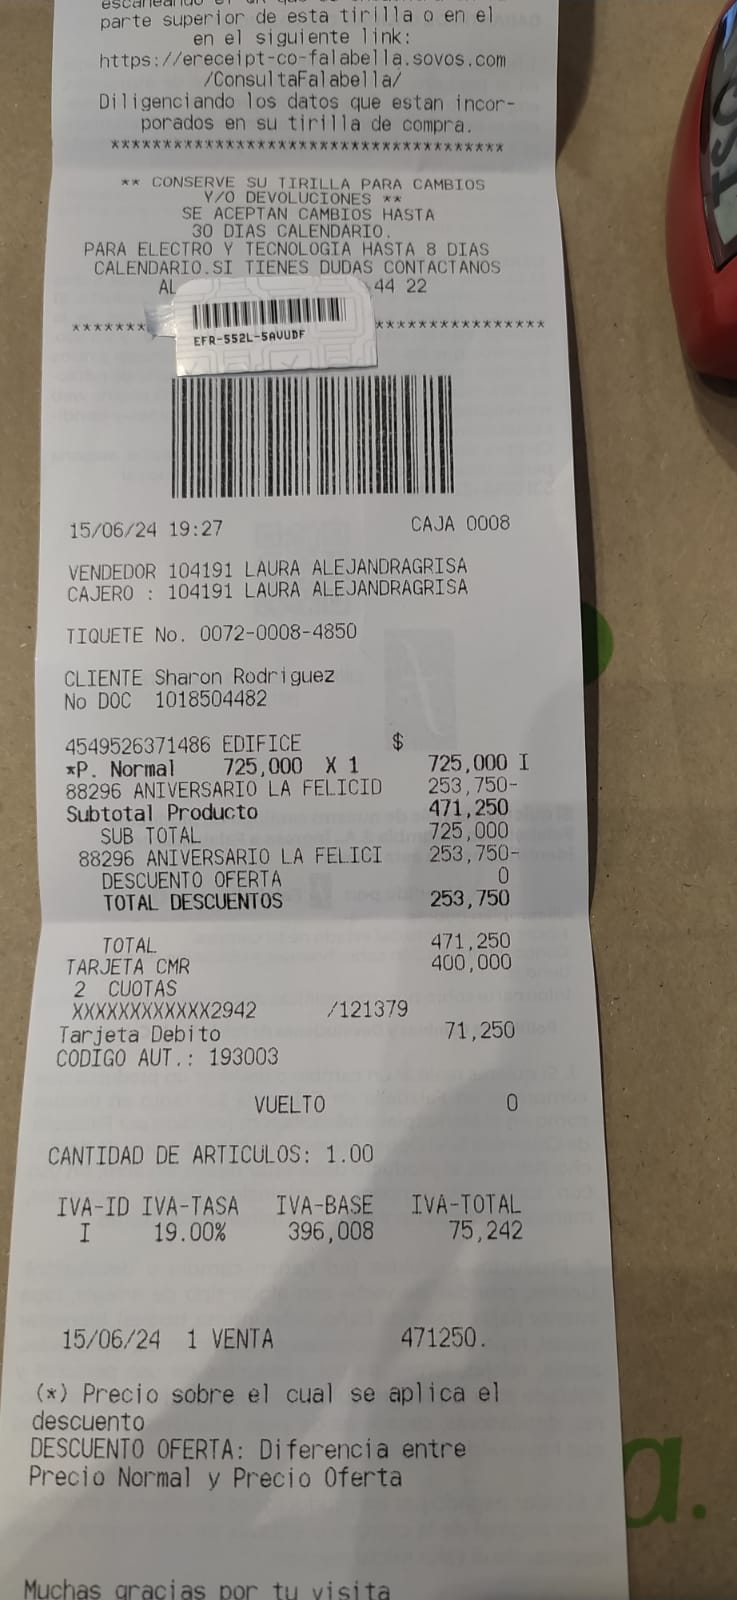 parte superior de esta tirilla o en el
en el siguiente link:
https://ereceipt-co-falabella.sovos.com
/ConsultaFalabella/
Diligenciando los datos que estan incor-
porados en su tirilla de compra.
**************************************
** CONSERVE SU TIRILLA PARA CAMBIOS
Y/O DEVOLUCIONES **
SE ACEPTAN CAMBIOS HASTA
30 DIAS CALENDARIO.
PARA ELECTRO Y TECNOLOGIA HASTA 8 DIAS
CALENDARIO.SI TIENES DUDAS CONTACTANOS
AL 44 22
******* *****************
EFR-552L-5AVUDF
15/06/24 19:27 CAJA 0008
VENDEDOR 104191 LAURA ALEJANDRAGRISA
CAJERO : 104191 LAURA ALEJANDRAGRISA
TIQUETE No. 0072-0008-4850
CLIENTE Sharon Rodriguez
No DOC 1018504482
4549526371486 EDIFICE $
*P. Normal 725,000 X 1 725,000 I
88296 ANIVERSARIO LA FELICID 253,750-
Subtotal Producto 471,250
SUB TOTAL 725,000
88296 ANIVERSARIO LA FELICI 253,750-
DESCUENTO OFERTA 0
TOTAL DESCUENTOS 253,750
TOTAL 471,250
TARJETA CMR 400,000
2 CUOTAS
XXXXXXXXXXXX2942 /121379
Tarjeta Debito 71,250
CODIGO AUT.: 193003
VUELTO 0
CANTIDAD DE ARTICULOS: 1.00
IVA-ID IVA-TASA IVA-BASE IVA-TOTAL
I 19.00% 396,008 75,242
15/06/24 1 VENTA 471250.
(*) Precio sobre el cual se aplica el
descuento
DESCUENTO OFERTA: Diferencia entre
Precio Normal y Precio Oferta
Muchas gracias por tu visita
a.